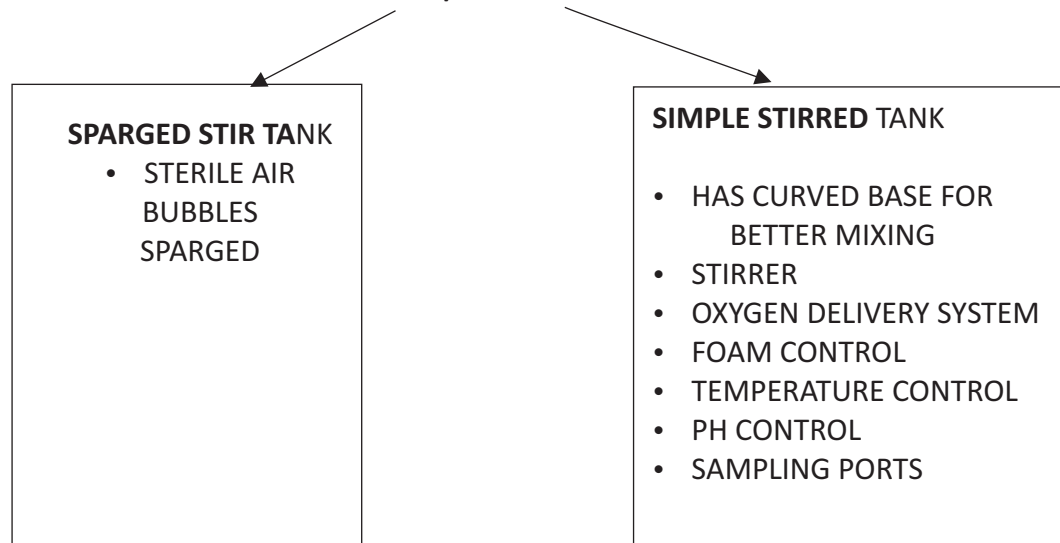 SPARGED STIR TANK
• STERILE AIR
BUBBLES
SPARGED
SIMPLE STIRRED TANK
• HAS CURVED BASE FOR
BETTER MIXING
• STIRRER
• OXYGEN DELIVERY SYSTEM
• FOAM CONTROL
• TEMPERATURE CONTROL
• PH CONTROL
• SAMPLING PORTS